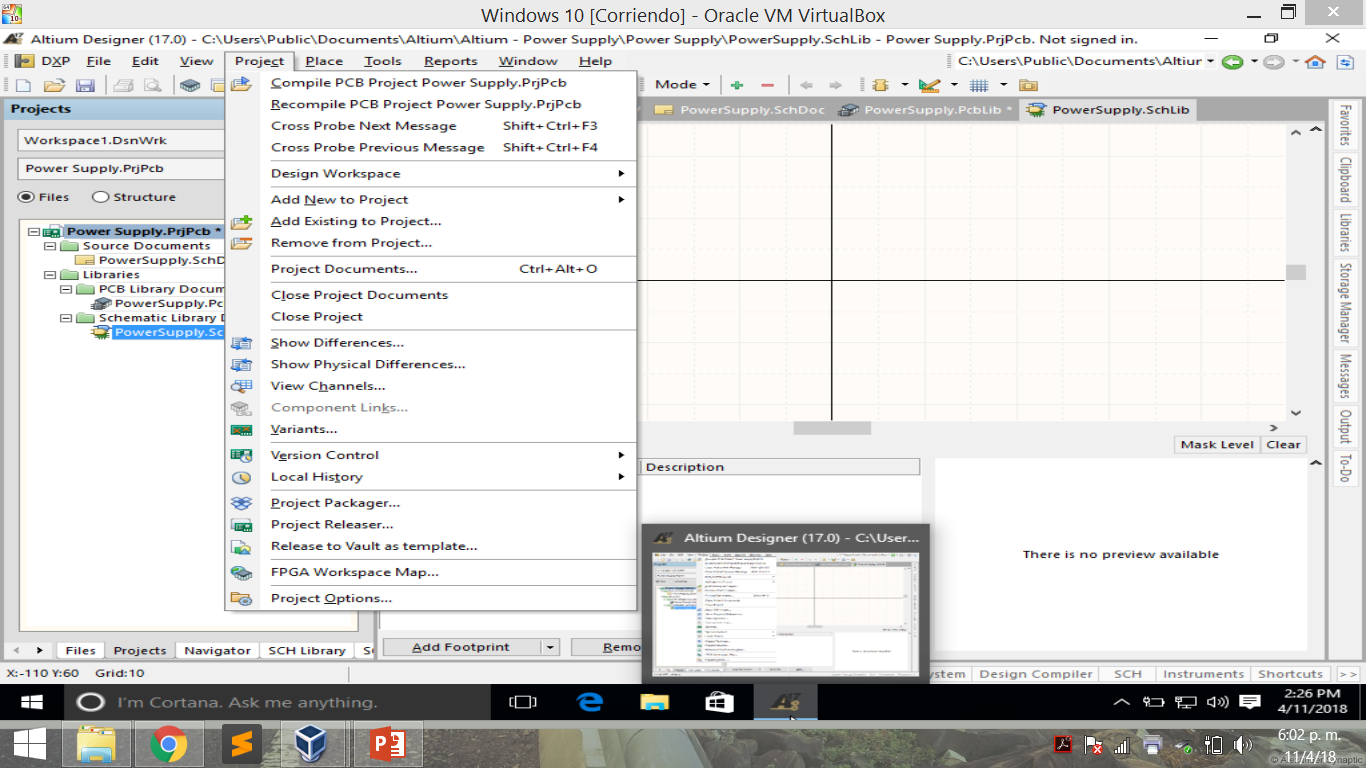 Windows 10 [Corriendo] - Oracle VM VirtualBox
Altium Designer (17.0) - C:\Users\Public\Documents\Altium\Altium - Power Supply\Power Supply\PowerSupply.SchLib - Power Supply.PrjPcb. Not signed in.
DXP File Edit View Project Place Tools Reports Window Help C:\Users\Public\Documents\Altiur
Mode
Projects
PowerSupply.SchDoc PowerSupply.PcbLib * PowerSupply.SchLib
Workspace1.DsnWrk
Power Supply.PrjPcb
Files Structure
Power Supply.PrjPcb *
Source Documents
PowerSupply.SchD
Libraries
PCB Library Docum
PowerSupply.Pc
Schematic Library D
PowerSupply.Sc
Compile PCB Project Power Supply.PrjPcb
Recompile PCB Project Power Supply.PrjPcb
Cross Probe Next Message Shift+Ctrl+F3
Cross Probe Previous Message Shift+Ctrl+F4
Design Workspace
Add New to Project
Add Existing to Project...
Remove from Project...
Project Documents... Ctrl+Alt+O
Close Project Documents
Close Project
Show Differences...
Show Physical Differences...
View Channels...
Component Links...
Variants...
Version Control
Local History
Project Packager...
Project Releaser...
Release to Vault as template...
FPGA Workspace Map...
Project Options...
Favorites
Clipboard
Libraries
Storage Manager
Messages
Output
To-Do
Mask Level Clear
Description
There is no preview available
Altium Designer (17.0) - C:\User...
Files Projects Navigator SCH Library S
Add Footprint Remo
X:-110 Y:60 Grid:10
ystem Design Compiler SCH Instruments Shortcuts >>
I'm Cortana. Ask me anything.
2:26 PM
4/11/2018
6:02 p. m.
11/4/18